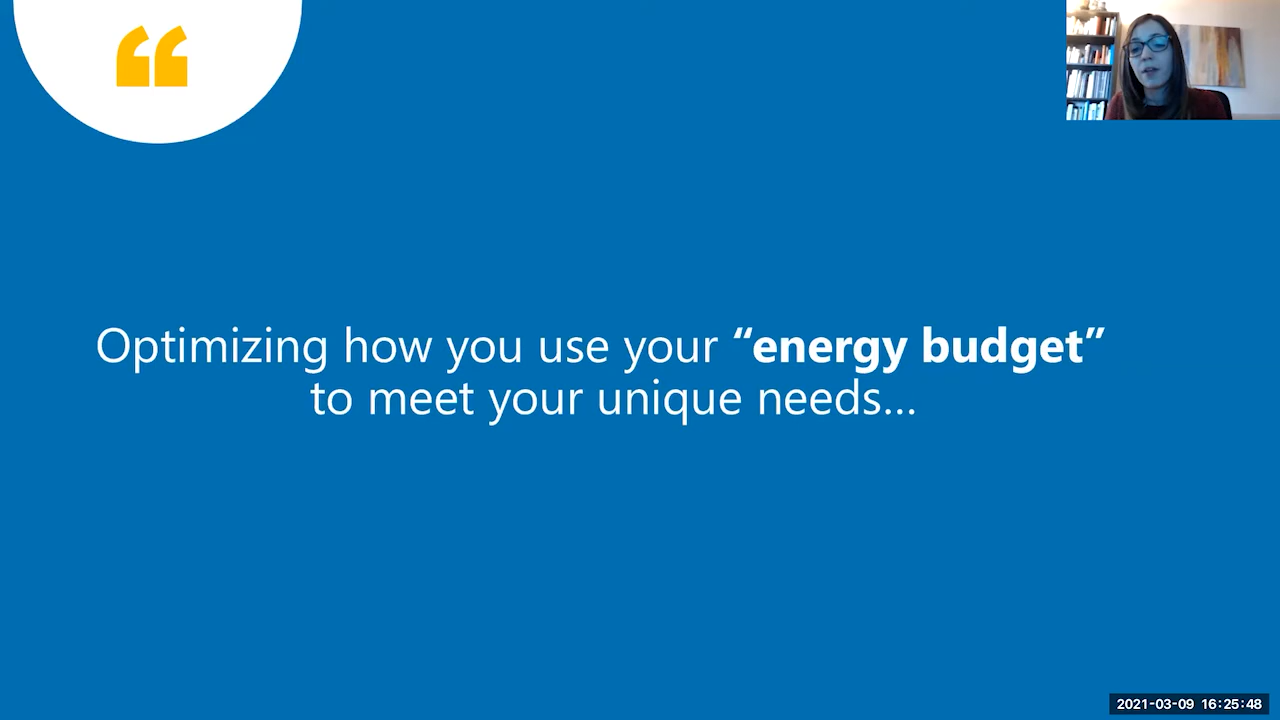 “
Optimizing how you use your “energy budget”
to meet your unique needs…
2021-03-09 16:25:48